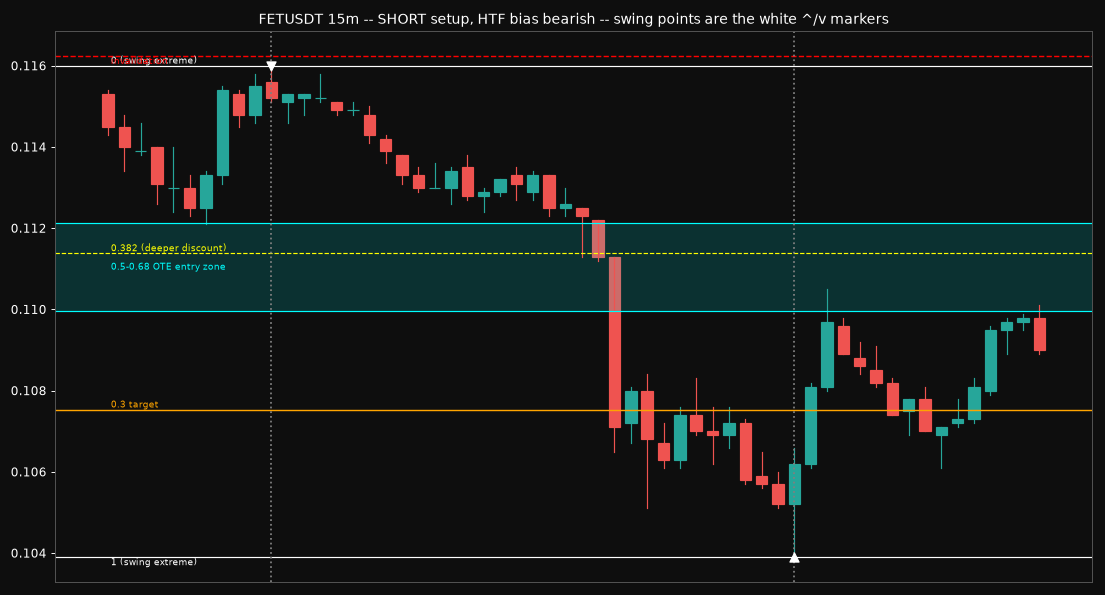 FETUSDT 15m -- SHORT setup, HTF bias bearish -- swing points are the white ^/v markers
0 (swing extreme)
0.116
0.114
0.112
0.382 (deeper discount)
0.5-0.68 OTE entry zone
0.110
0.108
0.3 target
0.106
0.104
1 (swing extreme)